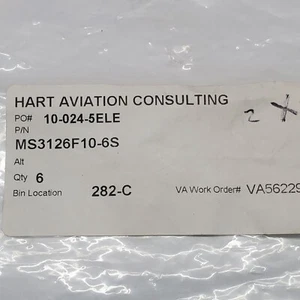 HART AVIATION CONSULTING
PO# 10-024-5ELE
P/N
MS3126F10-6S
Alt
Qty 6
Bin Location 282-C VA Work Order# VA56229
2 X